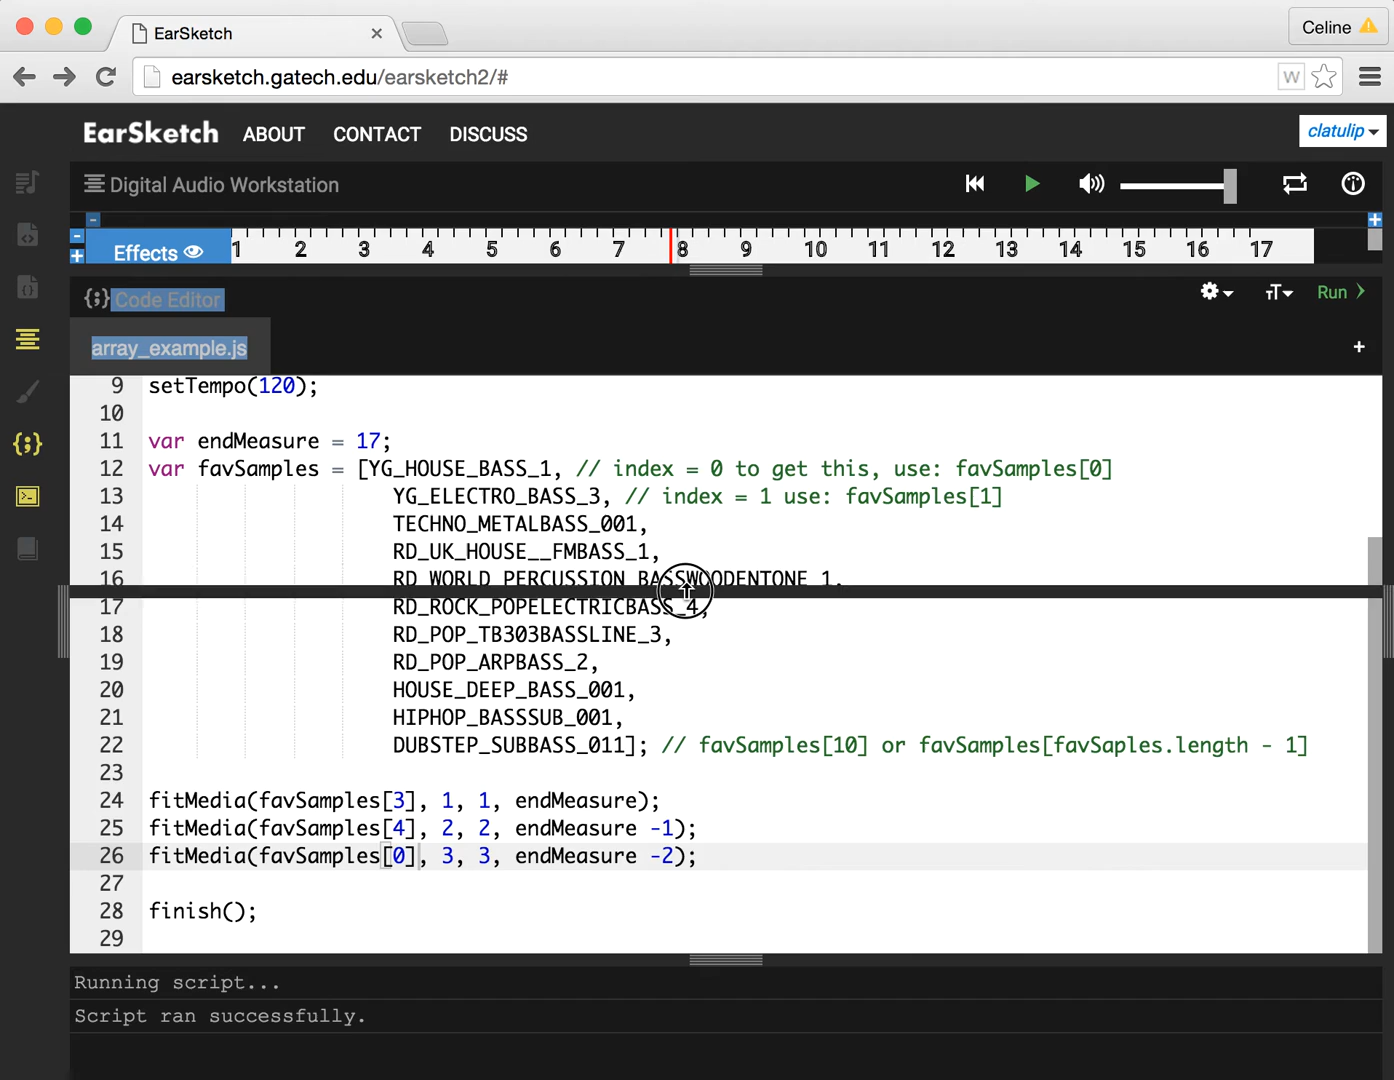 EarSketch
Celine
earsketch.gatech.edu/earsketch2/#
W
EarSketch ABOUT CONTACT DISCUSS
clatulip
Digital Audio Workstation
Effects
1 2 3 4 5 6 7 8 9 10 11 12 13 14 15 16 17
{;} Code Editor
TT
Run
array_example.js
+
9 setTempo(120);
10
11 var endMeasure = 17;
12 var favSamples = [YG_HOUSE_BASS_1, // index = 0 to get this, use: favSamples[0]
13 YG_ELECTRO_BASS_3, // index = 1 use: favSamples[1]
14 TECHNO_METALBASS_001,
15 RD_UK_HOUSE__FMBASS_1,
16 RD_WORLD_PERCUSSION_BASSWOODENTONE_1,
17 RD_ROCK_POPELECTRICBASS_4,
18 RD_POP_TB303BASSLINE_3,
19 RD_POP_ARPBASS_2,
20 HOUSE_DEEP_BASS_001,
21 HIPHOP_BASSSUB_001,
22 DUBSTEP_SUBBASS_011]; // favSamples[10] or favSamples[favSaples.length - 1]
23
24 fitMedia(favSamples[3], 1, 1, endMeasure);
25 fitMedia(favSamples[4], 2, 2, endMeasure -1);
26 fitMedia(favSamples[0], 3, 3, endMeasure -2);
27
28 finish();
29
Running script...
Script ran successfully.